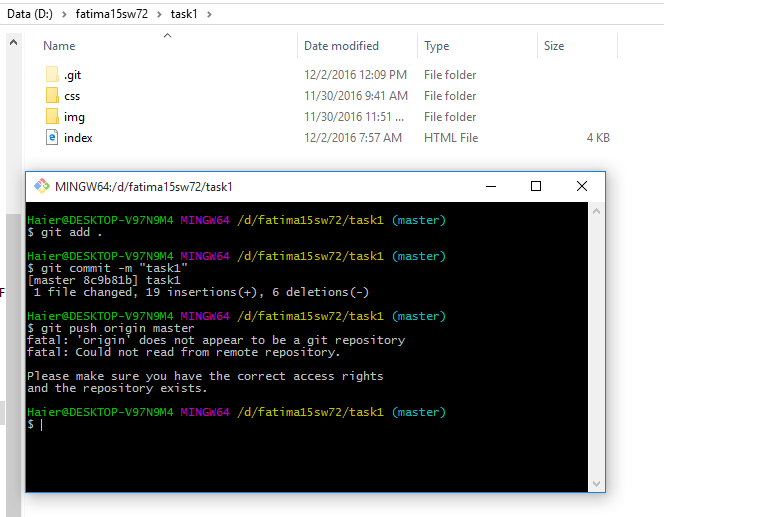 Data (D:) > fatima15sw72 > task1 >
Name Date modified Type Size
.git 12/2/2016 12:09 PM File folder
css 11/30/2016 9:41 AM File folder
img 11/30/2016 11:51 ... File folder
index 12/2/2016 7:57 AM HTML File 4 KB
MINGW64:/d/fatima15sw72/task1
Haier@DESKTOP-V97N9M4 MINGW64 /d/fatima15sw72/task1 (master)
$ git add .
Haier@DESKTOP-V97N9M4 MINGW64 /d/fatima15sw72/task1 (master)
$ git commit -m "task1"
[master 8c9b81b] task1
1 file changed, 19 insertions(+), 6 deletions(-)
Haier@DESKTOP-V97N9M4 MINGW64 /d/fatima15sw72/task1 (master)
$ git push origin master
fatal: 'origin' does not appear to be a git repository
fatal: Could not read from remote repository.
Please make sure you have the correct access rights
and the repository exists.
Haier@DESKTOP-V97N9M4 MINGW64 /d/fatima15sw72/task1 (master)
$
F